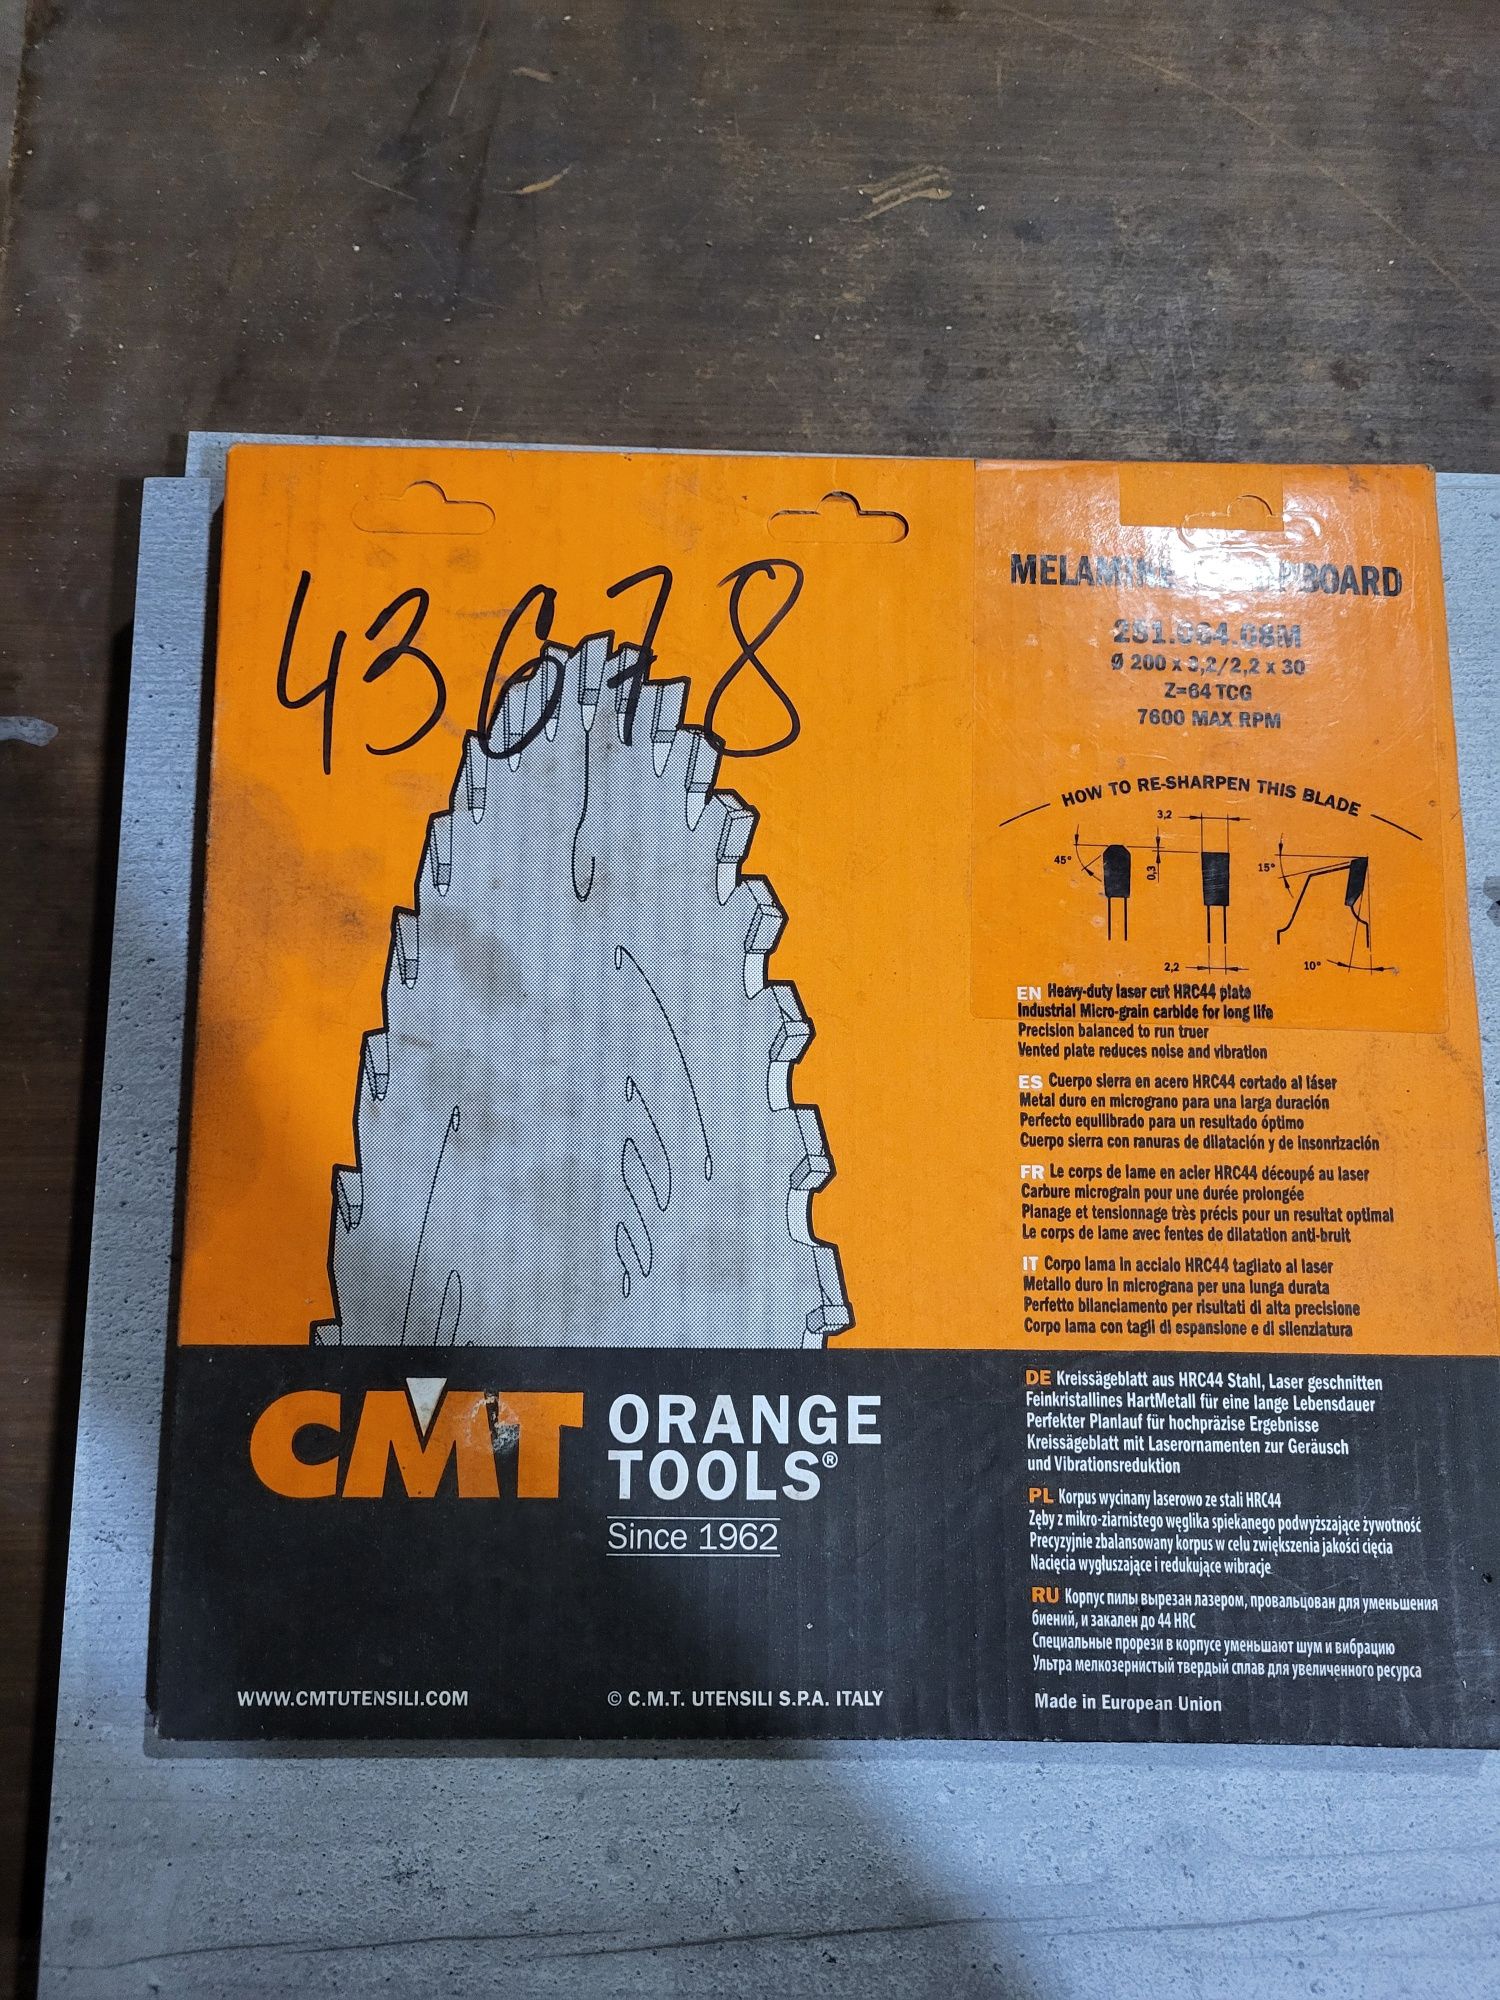 43678
MELAMINE CHIPBOARD
281.064.08M
Ø 200 x 3,2/2,2 x 30
Z=64 TCG
7600 MAX RPM
HOW TO RE-SHARPEN THIS BLADE
3,2
45°
0,3
15°
2,2
10°
EN Heavy-duty laser cut HRC44 plate
Industrial Micro-grain carbide for long life
Precision balanced to run truer
Vented plate reduces noise and vibration
ES Cuerpo sierra en acero HRC44 cortado al láser
Metal duro en micrograno para una larga duración
Perfecto equilibrado para un resultado óptimo
Cuerpo sierra con ranuras de dilatación y de insonrización
FR Le corps de lame en acier HRC44 découpé au laser
Carbure micrograin pour une durée prolongée
Planage et tensionnage très précis pour un resultat optimal
Le corps de lame avec fentes de dilatation anti-bruit
IT Corpo lama in acciaio HRC44 tagliato al laser
Metallo duro in micrograna per una lunga durata
Perfetto bilanciamento per risultati di alta precisione
Corpo lama con tagli di espansione e di silenziatura
DE Kreissägeblatt aus HRC44 Stahl, Laser geschnitten
Feinkristallines HartMetall für eine lange Lebensdauer
Perfekter Planlauf für hochpräzise Ergebnisse
Kreissägeblatt mit Laserornamenten zur Geräusch
und Vibrationsreduktion
PL Korpus wycinany laserowo ze stali HRC44
Zęby z mikro-ziarnistego węglika spiekanego podwyższające żywotność
Precyzyjnie zbalansowany korpus w celu zwiększenia jakości cięcia
Nacięcia wygłuszające i redukujące wibracje
RU Корпус пилы вырезан лазером, провальцован для уменьшения
биений, и закален до 44 HRC
Специальные прорези в корпусе уменьшают шум и вибрацию
Ультра мелкозернистый твердый сплав для увеличенного ресурса
Made in European Union
CMT ORANGE
TOOLS®
Since 1962
WWW.CMTUTENSILI.COM
© C.M.T. UTENSILI S.P.A. ITALY